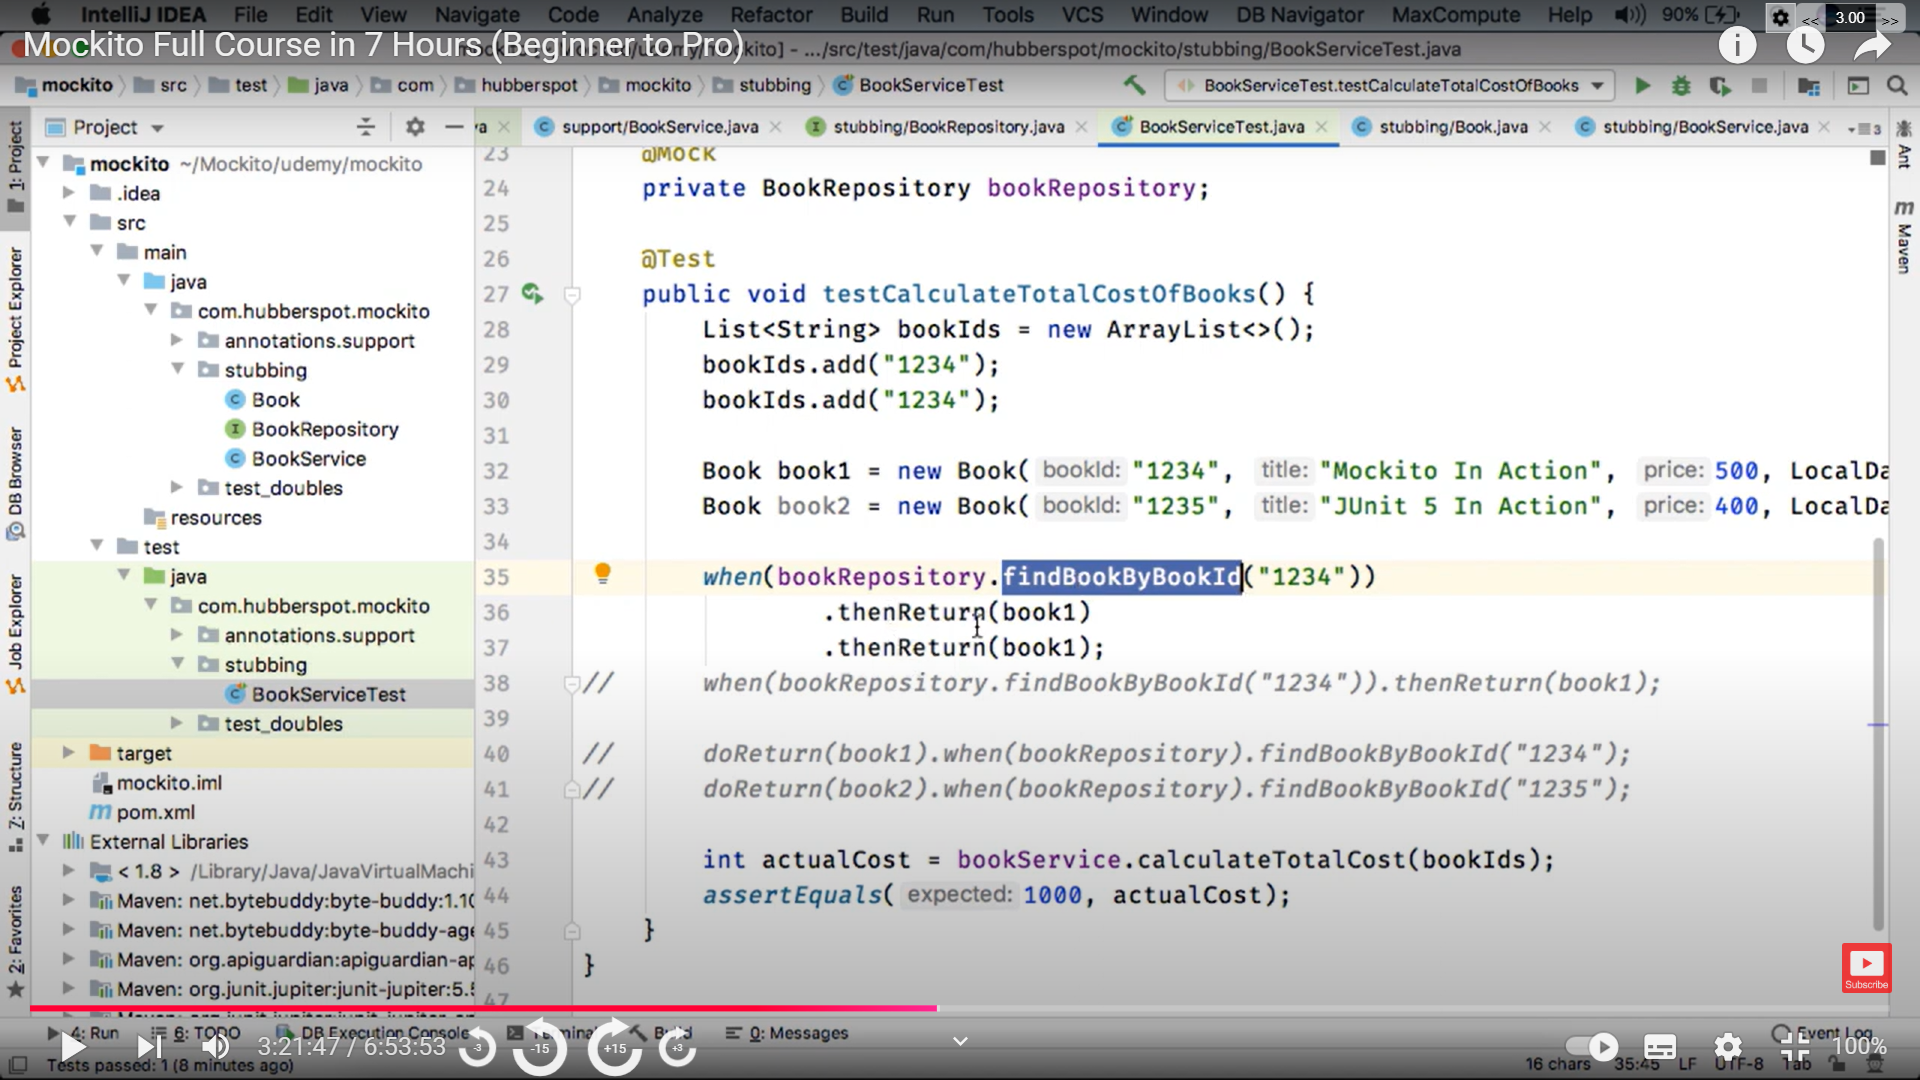 IntelliJ IDEA File Edit View Navigate Code Analyze Refactor Build Run Tools VCS Window DB Navigator MaxCompute Help 90% << 3.00 >>
Mockito Full Course in 7 Hours (Beginner to Pro)
mockito] - .../src/test/java/com/hubberspot/mockito/stubbing/BookServiceTest.java
mockito src test java com hubberspot mockito stubbing BookServiceTest BookServiceTest.testCalculateTotalCostOfBooks
Project
va support/BookService.java stubbing/BookRepository.java BookServiceTest.java stubbing/Book.java stubbing/BookService.java 3
1: Project
Project Explorer
DB Browser
Job Explorer
7: Structure
2: Favorites
mockito ~/Mockito/udemy/mockito
.idea
src
main
java
com.hubberspot.mockito
annotations.support
stubbing
Book
BookRepository
BookService
test_doubles
resources
test
java
com.hubberspot.mockito
annotations.support
stubbing
BookServiceTest
test_doubles
target
mockito.iml
pom.xml
External Libraries
< 1.8 > /Library/Java/JavaVirtualMachi
Maven: net.bytebuddy:byte-buddy:1.10
Maven: net.bytebuddy:byte-buddy-age
Maven: org.apiguardian:apiguardian-ap
Maven: org.junit.jupiter:junit-jupiter:5.5
23 @Mock
24 private BookRepository bookRepository;
25
26 @Test
27 public void testCalculateTotalCostOfBooks() {
28 List<String> bookIds = new ArrayList<>();
29 bookIds.add("1234");
30 bookIds.add("1234");
31
32 Book book1 = new Book( bookId: "1234", title: "Mockito In Action", price: 500, LocalDa
33 Book book2 = new Book( bookId: "1235", title: "JUnit 5 In Action", price: 400, LocalDa
34
35 when(bookRepository.findBookByBookId("1234"))
36 .thenReturn(book1)
37 .thenReturn(book1);
38 // when(bookRepository.findBookByBookId("1234")).thenReturn(book1);
39
40 // doReturn(book1).when(bookRepository).findBookByBookId("1234");
41 // doReturn(book2).when(bookRepository).findBookByBookId("1235");
42
43 int actualCost = bookService.calculateTotalCost(bookIds);
44 assertEquals( expected: 1000, actualCost);
45 }
46 }
47
Ant
m Maven
Subscribe
4: Run 6: TODO DB Execution Console Terminal Build 0: Messages Event Log
3:21:47 / 6:53:53 -3 -15 +15 +3 100%
Tests passed: 1 (8 minutes ago) 16 chars 35:45 LF UTF-8 Tab